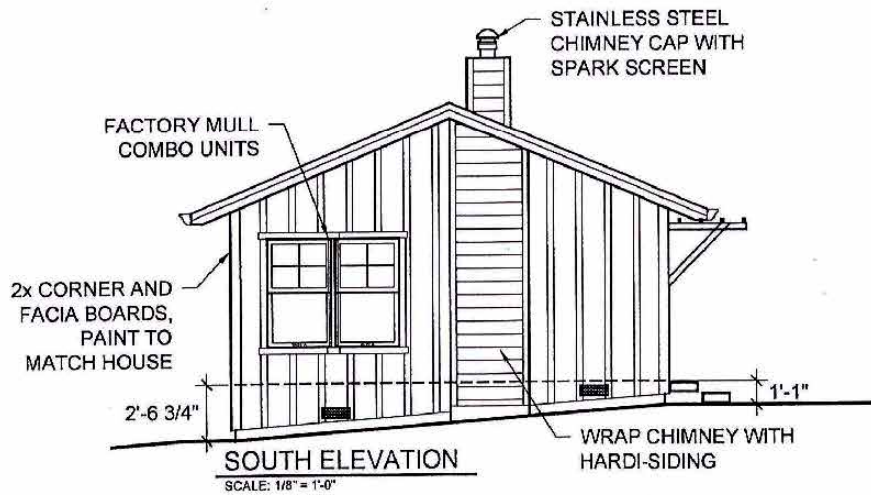 STAINLESS STEEL
CHIMNEY CAP WITH
SPARK SCREEN
FACTORY MULL
COMBO UNITS
2x CORNER AND
FACIA BOARDS,
PAINT TO
MATCH HOUSE
2'-6 3/4"
1'-1"
WRAP CHIMNEY WITH
HARDI-SIDING
SOUTH ELEVATION
SCALE: 1/8" = 1'-0"